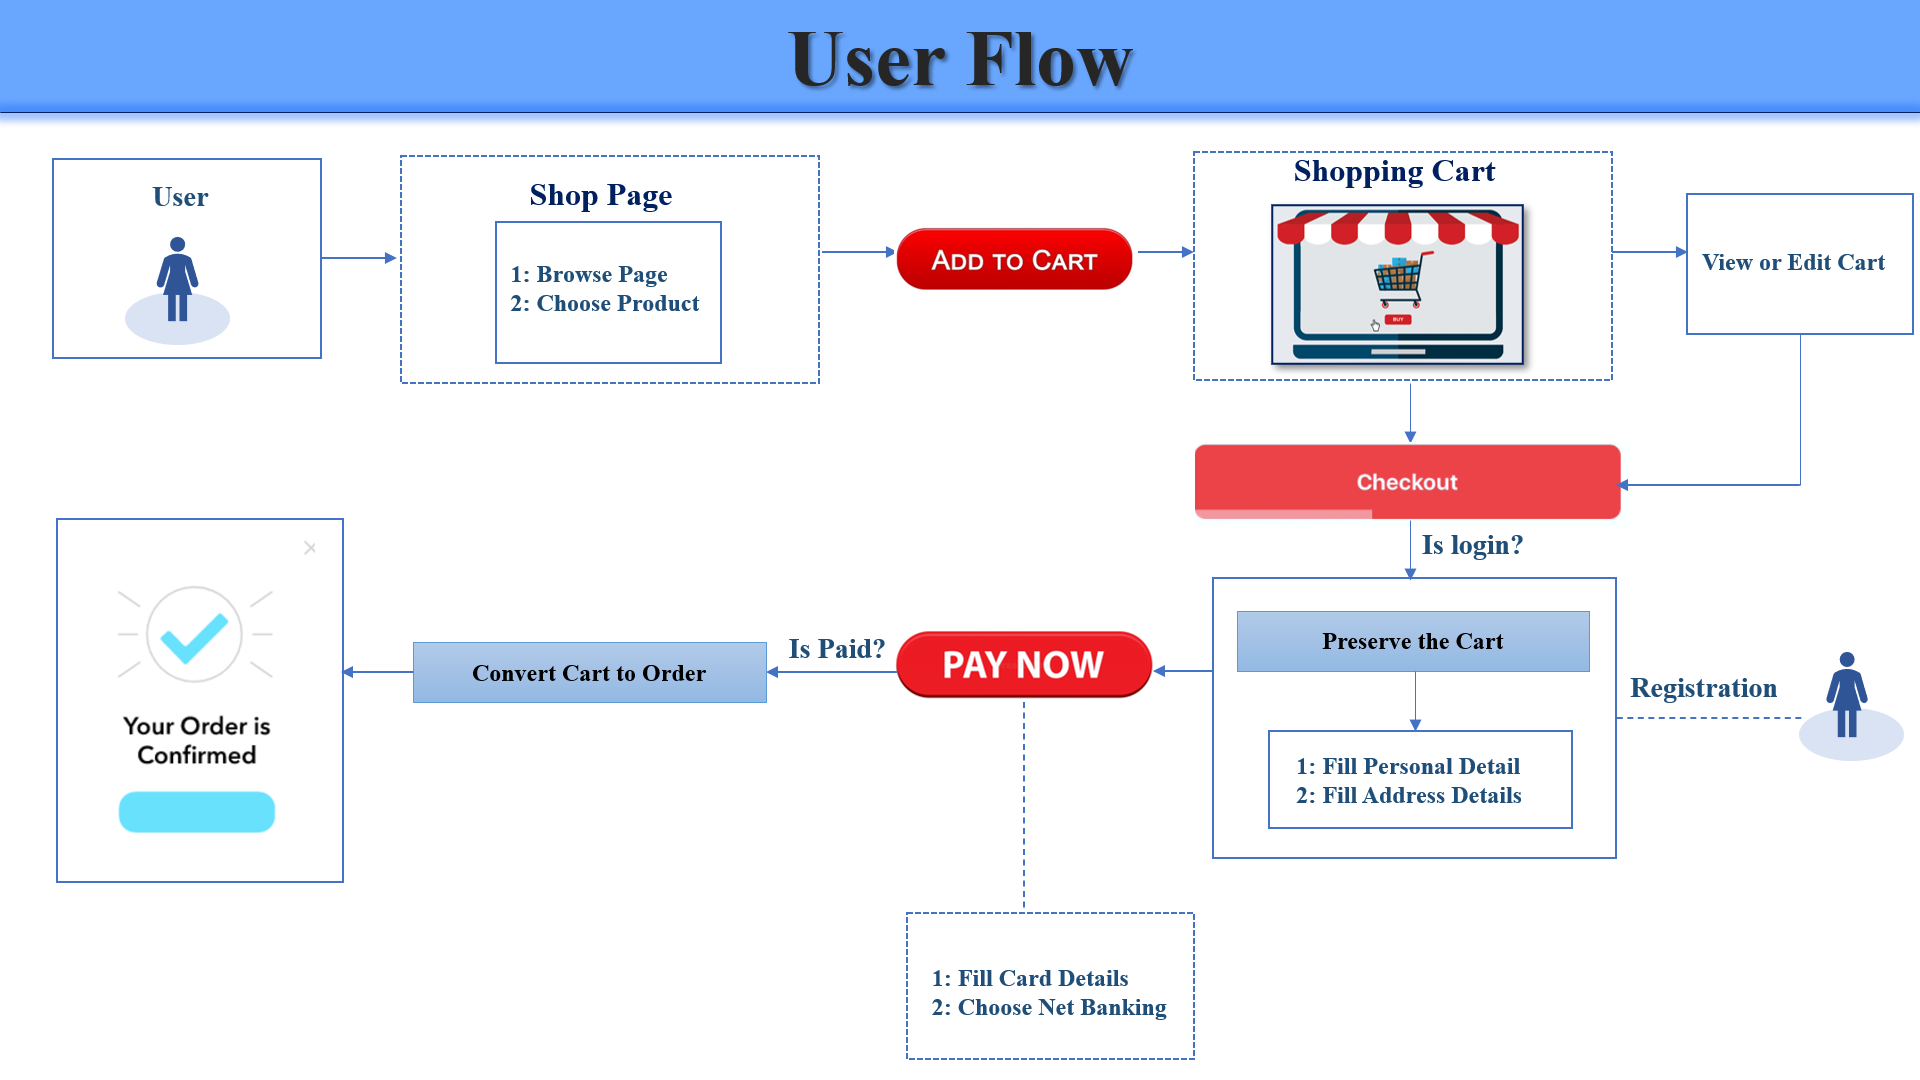 User Flow
User
Shop Page
1: Browse Page
2: Choose Product
ADD TO CART
Shopping Cart
BUY
View or Edit Cart
Checkout
Is login?
Preserve the Cart
1: Fill Personal Detail
2: Fill Address Details
Registration
PAY NOW
Is Paid?
Convert Cart to Order
Your Order is
Confirmed
1: Fill Card Details
2: Choose Net Banking